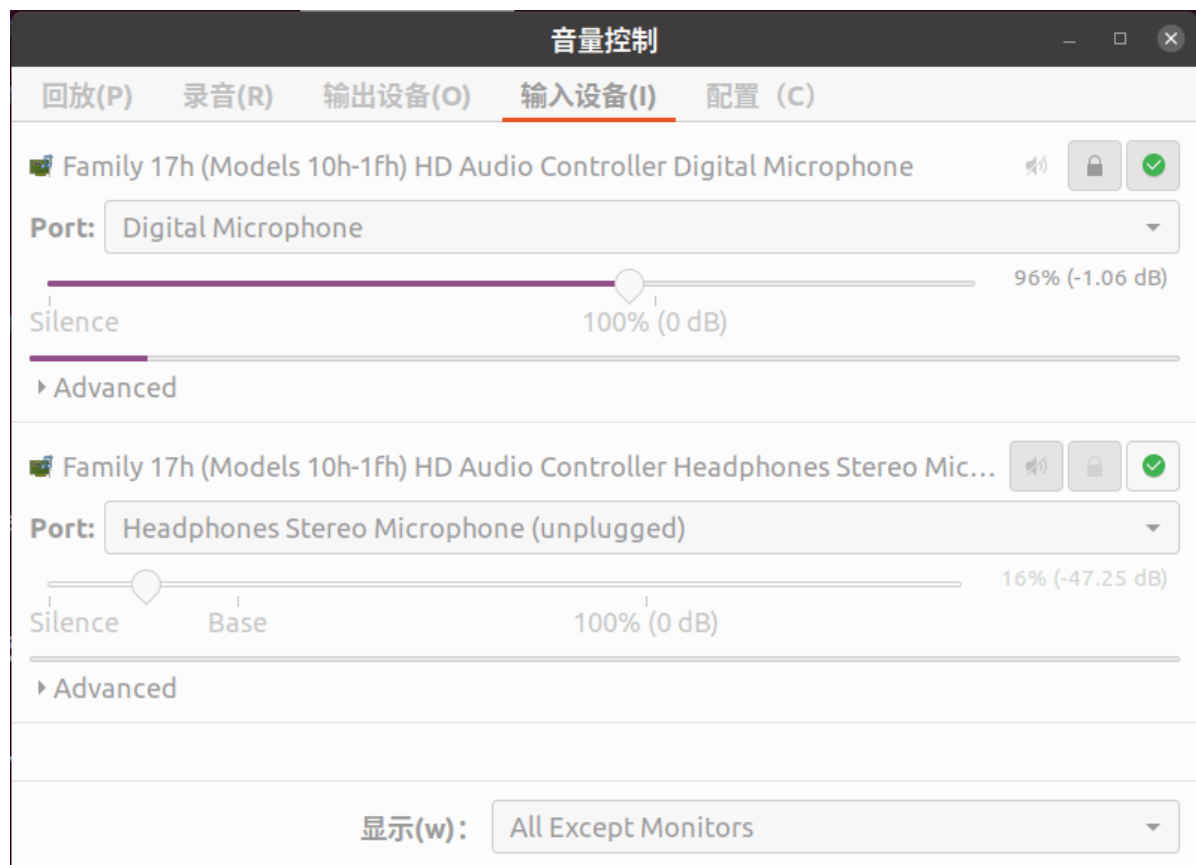 音量控制
回放(P) 录音(R) 输出设备(O) 输入设备(I) 配置（C）
Family 17h (Models 10h-1fh) HD Audio Controller Digital Microphone
Port: Digital Microphone
96% (-1.06 dB)
Silence 100% (0 dB)
Advanced
Family 17h (Models 10h-1fh) HD Audio Controller Headphones Stereo Mic…
Port: Headphones Stereo Microphone (unplugged)
16% (-47.25 dB)
Silence Base 100% (0 dB)
Advanced
显示(w)： All Except Monitors